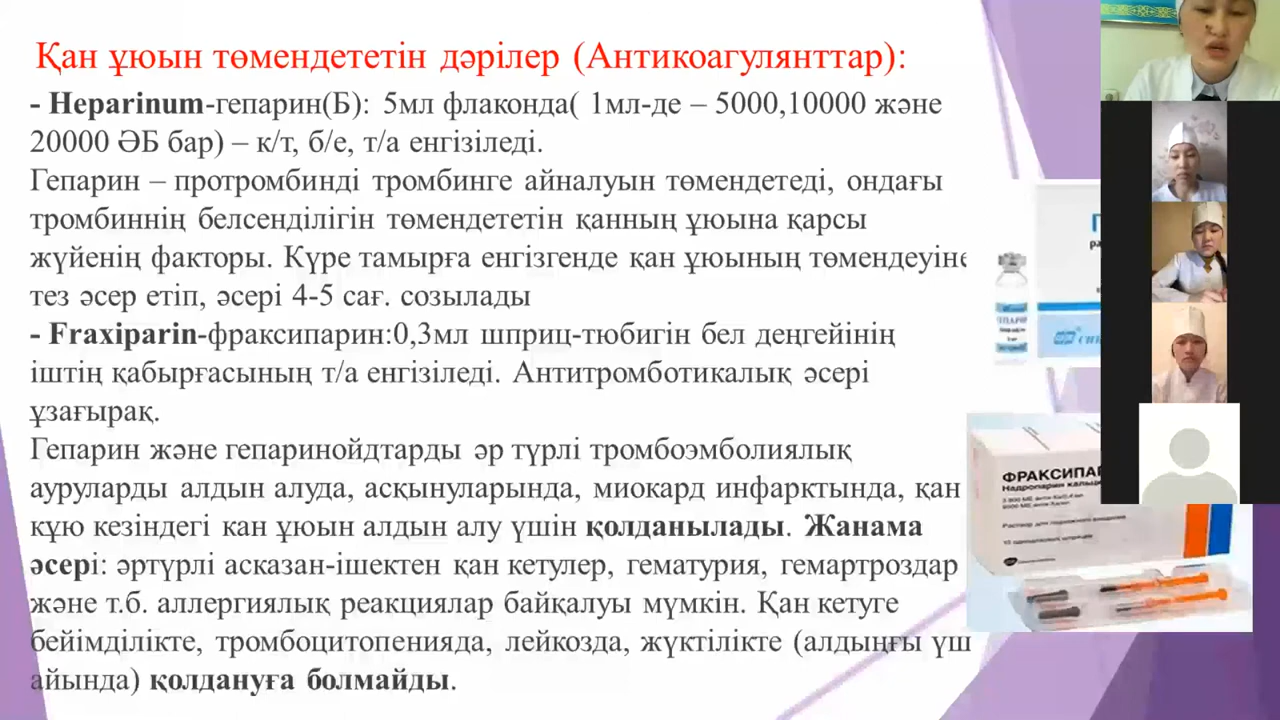 Қан ұюын төмендететін дәрілер (Антикоагулянттар):
- Heparinum-гепарин(Б): 5мл флаконда( 1мл-де – 5000,10000 және
20000 ӘБ бар) – к/т, б/е, т/а енгізіледі.
Гепарин – протромбинді тромбинге айналуын төмендетеді, ондағы
тромбиннің белсенділігін төмендететін қанның ұюына қарсы
жүйенің факторы. Күре тамырға енгізгенде қан ұюының төмендеуіне
тез әсер етіп, әсері 4-5 сағ. созылады
- Fraxiparin-фраксипарин:0,3мл шприц-тюбигін бел деңгейінің
іштің қабырғасының т/а енгізіледі. Антитромботикалық әсері
ұзағырақ.
Гепарин және гепаринойдтарды әр түрлі тромбоэмболиялық
ауруларды алдын алуда, асқынуларында, миокард инфарктында, қан
құю кезіндегі кан ұюын алдын алу үшін қолданылады. Жанама
әсері: әртүрлі асказан-ішектен қан кетулер, гематурия, гемартроздар
және т.б. аллергиялық реакциялар байқалуы мүмкін. Қан кетуге
бейімділікте, тромбоцитопенияда, лейкозда, жүктілікте (алдыңғы үш
айында) қолдануға болмайды.
ФРАКСИПАР
Надропарин кальци